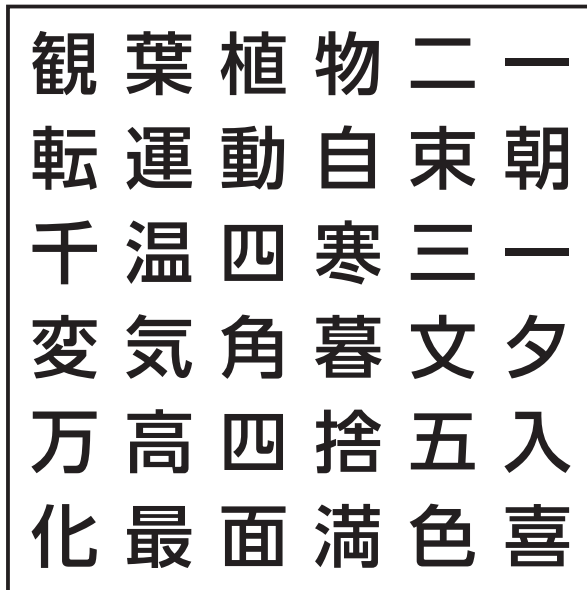 観葉植物二一
転運動自束朝
千温四寒三一
変気角暮文夕
万高四捨五入
化最面満色喜